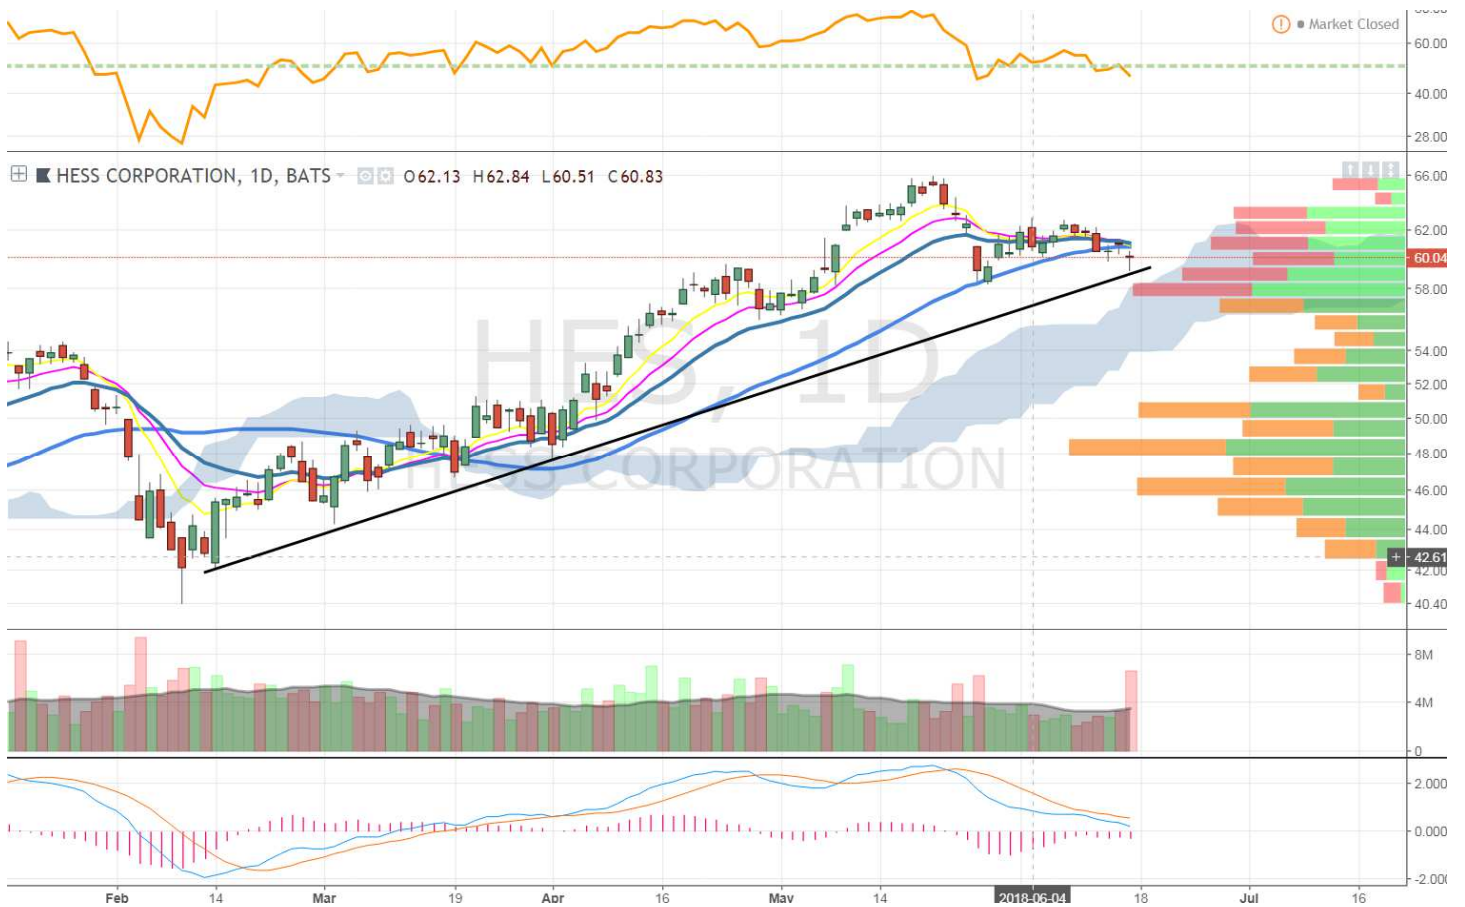 Market Closed
60.00
40.00
28.00
HESS CORPORATION, 1D, BATS O62.13 H62.84 L60.51 C60.83
66.00
62.00
60.04
58.00
HES, 1D
HESS CORPORATION
54.00
52.00
50.00
48.00
46.00
44.00
42.61
42.00
40.40
8M
4M
0
2.000
0.000
-2.000
Feb 14 Mar 19 Apr 16 May 14 2018-06-04 18 Jul 16